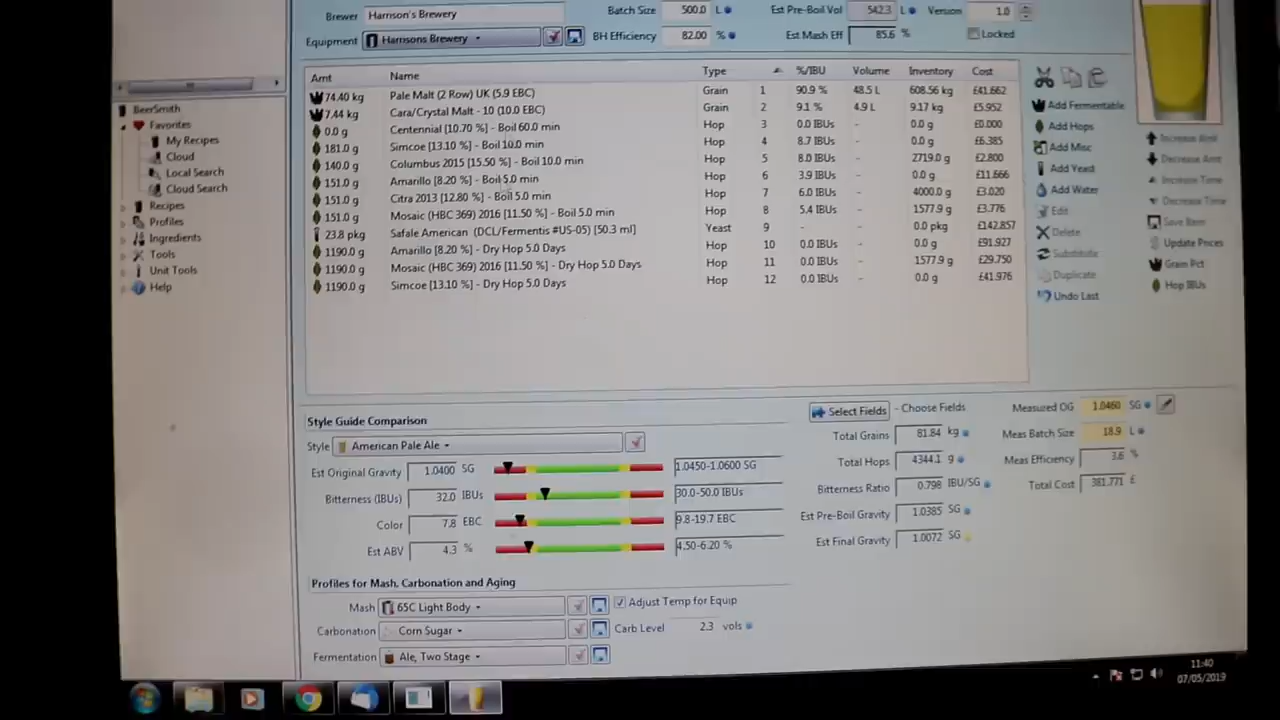 Brewer Harrison's Brewery Batch Size 500.0 L Est Pre-Boil Vol 542.3 L Version 1.0
Equipment Harrisons Brewery BH Efficiency 82.00 % Est Mash Eff 85.6 % Locked
Amt Name Type %/IBU Volume Inventory Cost
74.40 kg Pale Malt (2 Row) UK (5.9 EBC) Grain 1 90.9 % 48.5 L 608.56 kg £41.662
7.44 kg Cara/Crystal Malt - 10 (10.0 EBC) Grain 2 9.1 % 4.9 L 9.17 kg £5.952
0.0 g Centennial [10.70 %] - Boil 60.0 min Hop 3 0.0 IBUs - 0.0 g £0.000
181.0 g Simcoe [13.10 %] - Boil 10.0 min Hop 4 8.7 IBUs - 0.0 g £6.385
140.0 g Columbus 2015 [15.50 %] - Boil 10.0 min Hop 5 8.0 IBUs - 2719.0 g £2.800
151.0 g Amarillo [8.20 %] - Boil 5.0 min Hop 6 3.9 IBUs - 0.0 g £11.666
151.0 g Citra 2013 [12.80 %] - Boil 5.0 min Hop 7 6.0 IBUs - 4000.0 g £3.020
151.0 g Mosaic (HBC 369) 2016 [11.50 %] - Boil 5.0 min Hop 8 5.4 IBUs - 1577.9 g £3.776
23.8 pkg Safale American (DCL/Fermentis #US-05) [50.3 ml] Yeast 9 - - 0.0 pkg £142.857
1190.0 g Amarillo [8.20 %] - Dry Hop 5.0 Days Hop 10 0.0 IBUs - 0.0 g £91.927
1190.0 g Mosaic (HBC 369) 2016 [11.50 %] - Dry Hop 5.0 Days Hop 11 0.0 IBUs - 1577.9 g £29.750
1190.0 g Simcoe [13.10 %] - Dry Hop 5.0 Days Hop 12 0.0 IBUs - 0.0 g £41.976
BeerSmith
Favorites
My Recipes
Cloud
Local Search
Cloud Search
Recipes
Profiles
Ingredients
Tools
Unit Tools
Help
Add Fermentable
Add Hops
Add Misc
Add Yeast
Add Water
Edit
Delete
Substitute
Duplicate
Undo Last
Increase Amt
Decrease Amt
Increase Time
Decrease Time
Save Item
Update Prices
Grain Pct
Hop IBUs
Style Guide Comparison
Style American Pale Ale
Est Original Gravity 1.0400 SG 1.0450-1.0600 SG
Bitterness (IBUs) 32.0 IBUs 30.0-50.0 IBUs
Color 7.8 EBC 9.8-19.7 EBC
Est ABV 4.3 % 4.50-6.20 %
Select Fields - Choose Fields
Total Grains 81.84 kg
Total Hops 4344.1 g
Bitterness Ratio 0.798 IBU/SG
Est Pre-Boil Gravity 1.0385 SG
Est Final Gravity 1.0072 SG
Measured OG 1.0460 SG
Meas Batch Size 18.9 L
Meas Efficiency 3.6 %
Total Cost 381.771 £
Profiles for Mash, Carbonation and Aging
Mash 65C Light Body Adjust Temp for Equip
Carbonation Corn Sugar Carb Level 2.3 vols
Fermentation Ale, Two Stage
11:40
07/05/2019